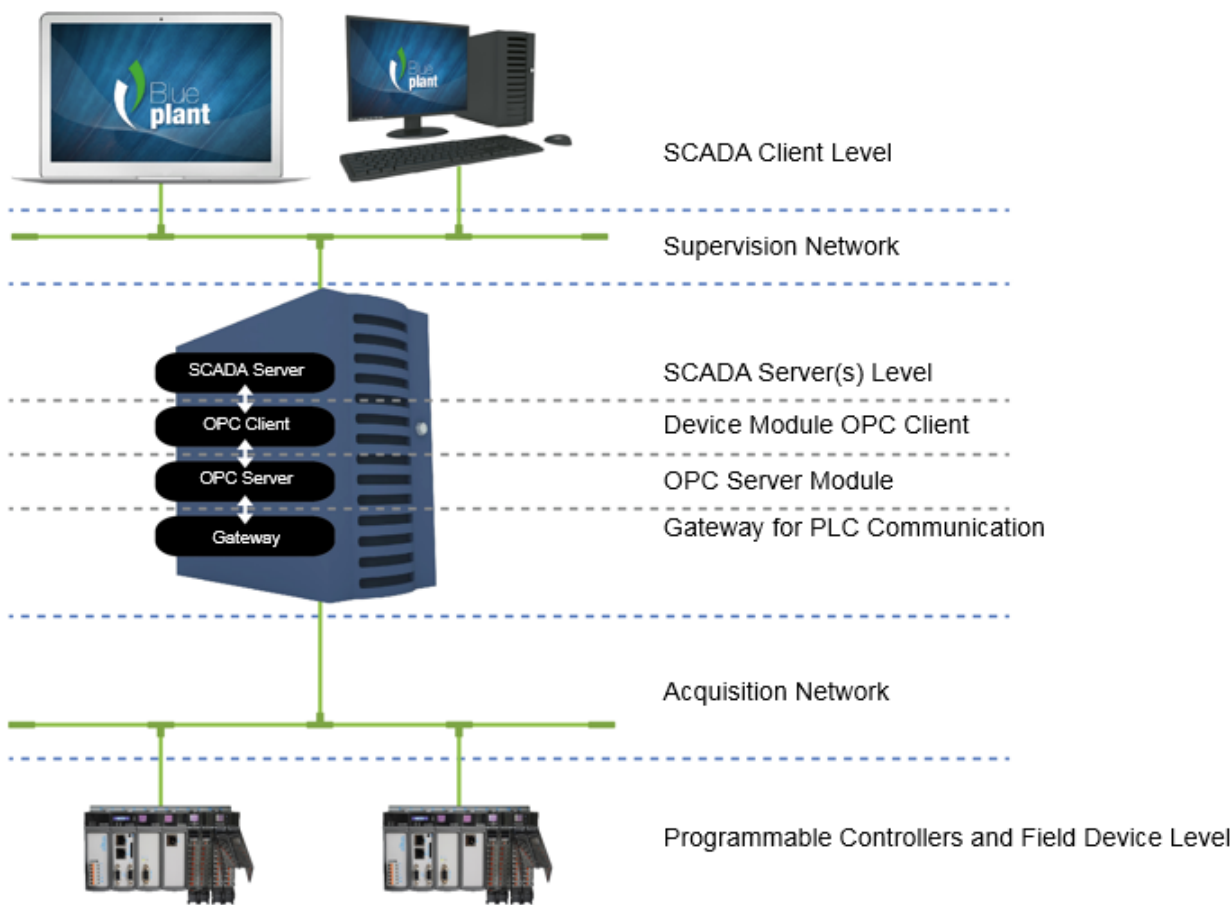 Blue
plant
Blue
plant
SCADA Client Level
Supervision Network
SCADA Server
SCADA Server(s) Level
OPC Client
Device Module OPC Client
OPC Server
OPC Server Module
Gateway
Gateway for PLC Communication
Acquisition Network
Programmable Controllers and Field Device Level